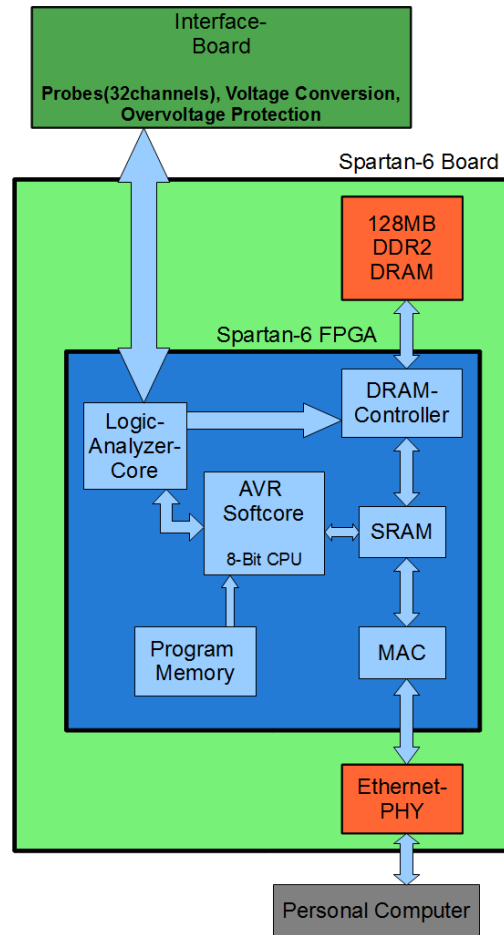 Interface-
Board
Probes(32channels), Voltage Conversion,
Overvoltage Protection
Spartan-6 Board
128MB
DDR2
DRAM
Spartan-6 FPGA
DRAM-
Controller
Logic-
Analyzer-
Core
AVR
Softcore
8-Bit CPU
SRAM
Program
Memory
MAC
Ethernet-
PHY
Personal Computer